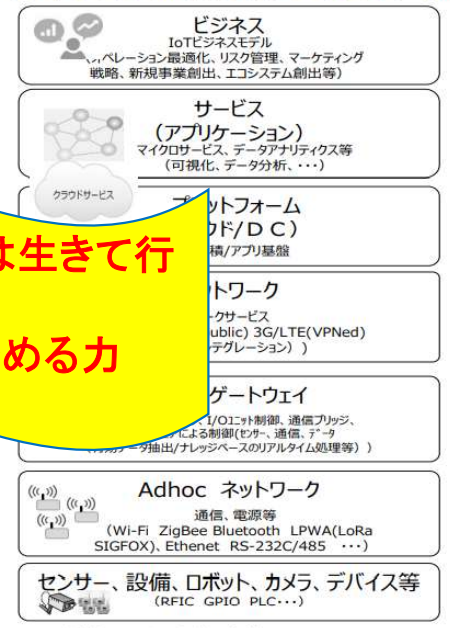 ビジネス
IoTビジネスモデル
ペレーション最適化、リスク管理、マーケティング
戦略、新規事業創出、エコシステム創出等)
サービス
(アプリケーション)
マイクロサービス、データアナリティクス等
(可視化、データ分析、・・・)
クラウドサービス
ットフォーム
ウド/DC)
積/アプリ基盤
は生きて行
める力
トワーク
ークサービス
ublic) 3G/LTE(VPNed)
テグレーション))
ゲートウェイ
、I/Oユニット制御、通信ブリッジ、
による制御(センサー、通信、データ
データ抽出/ナレッジベースのリアルタイム処理等))
Adhoc ネットワーク
通信、電源等
(Wi-Fi ZigBee Bluetooth LPWA(LoRa
SIGFOX)、Ethenet RS-232C/485 ・・・)
センサー、設備、ロボット、カメラ、デバイス等
(RFIC GPIO PLC・・・)